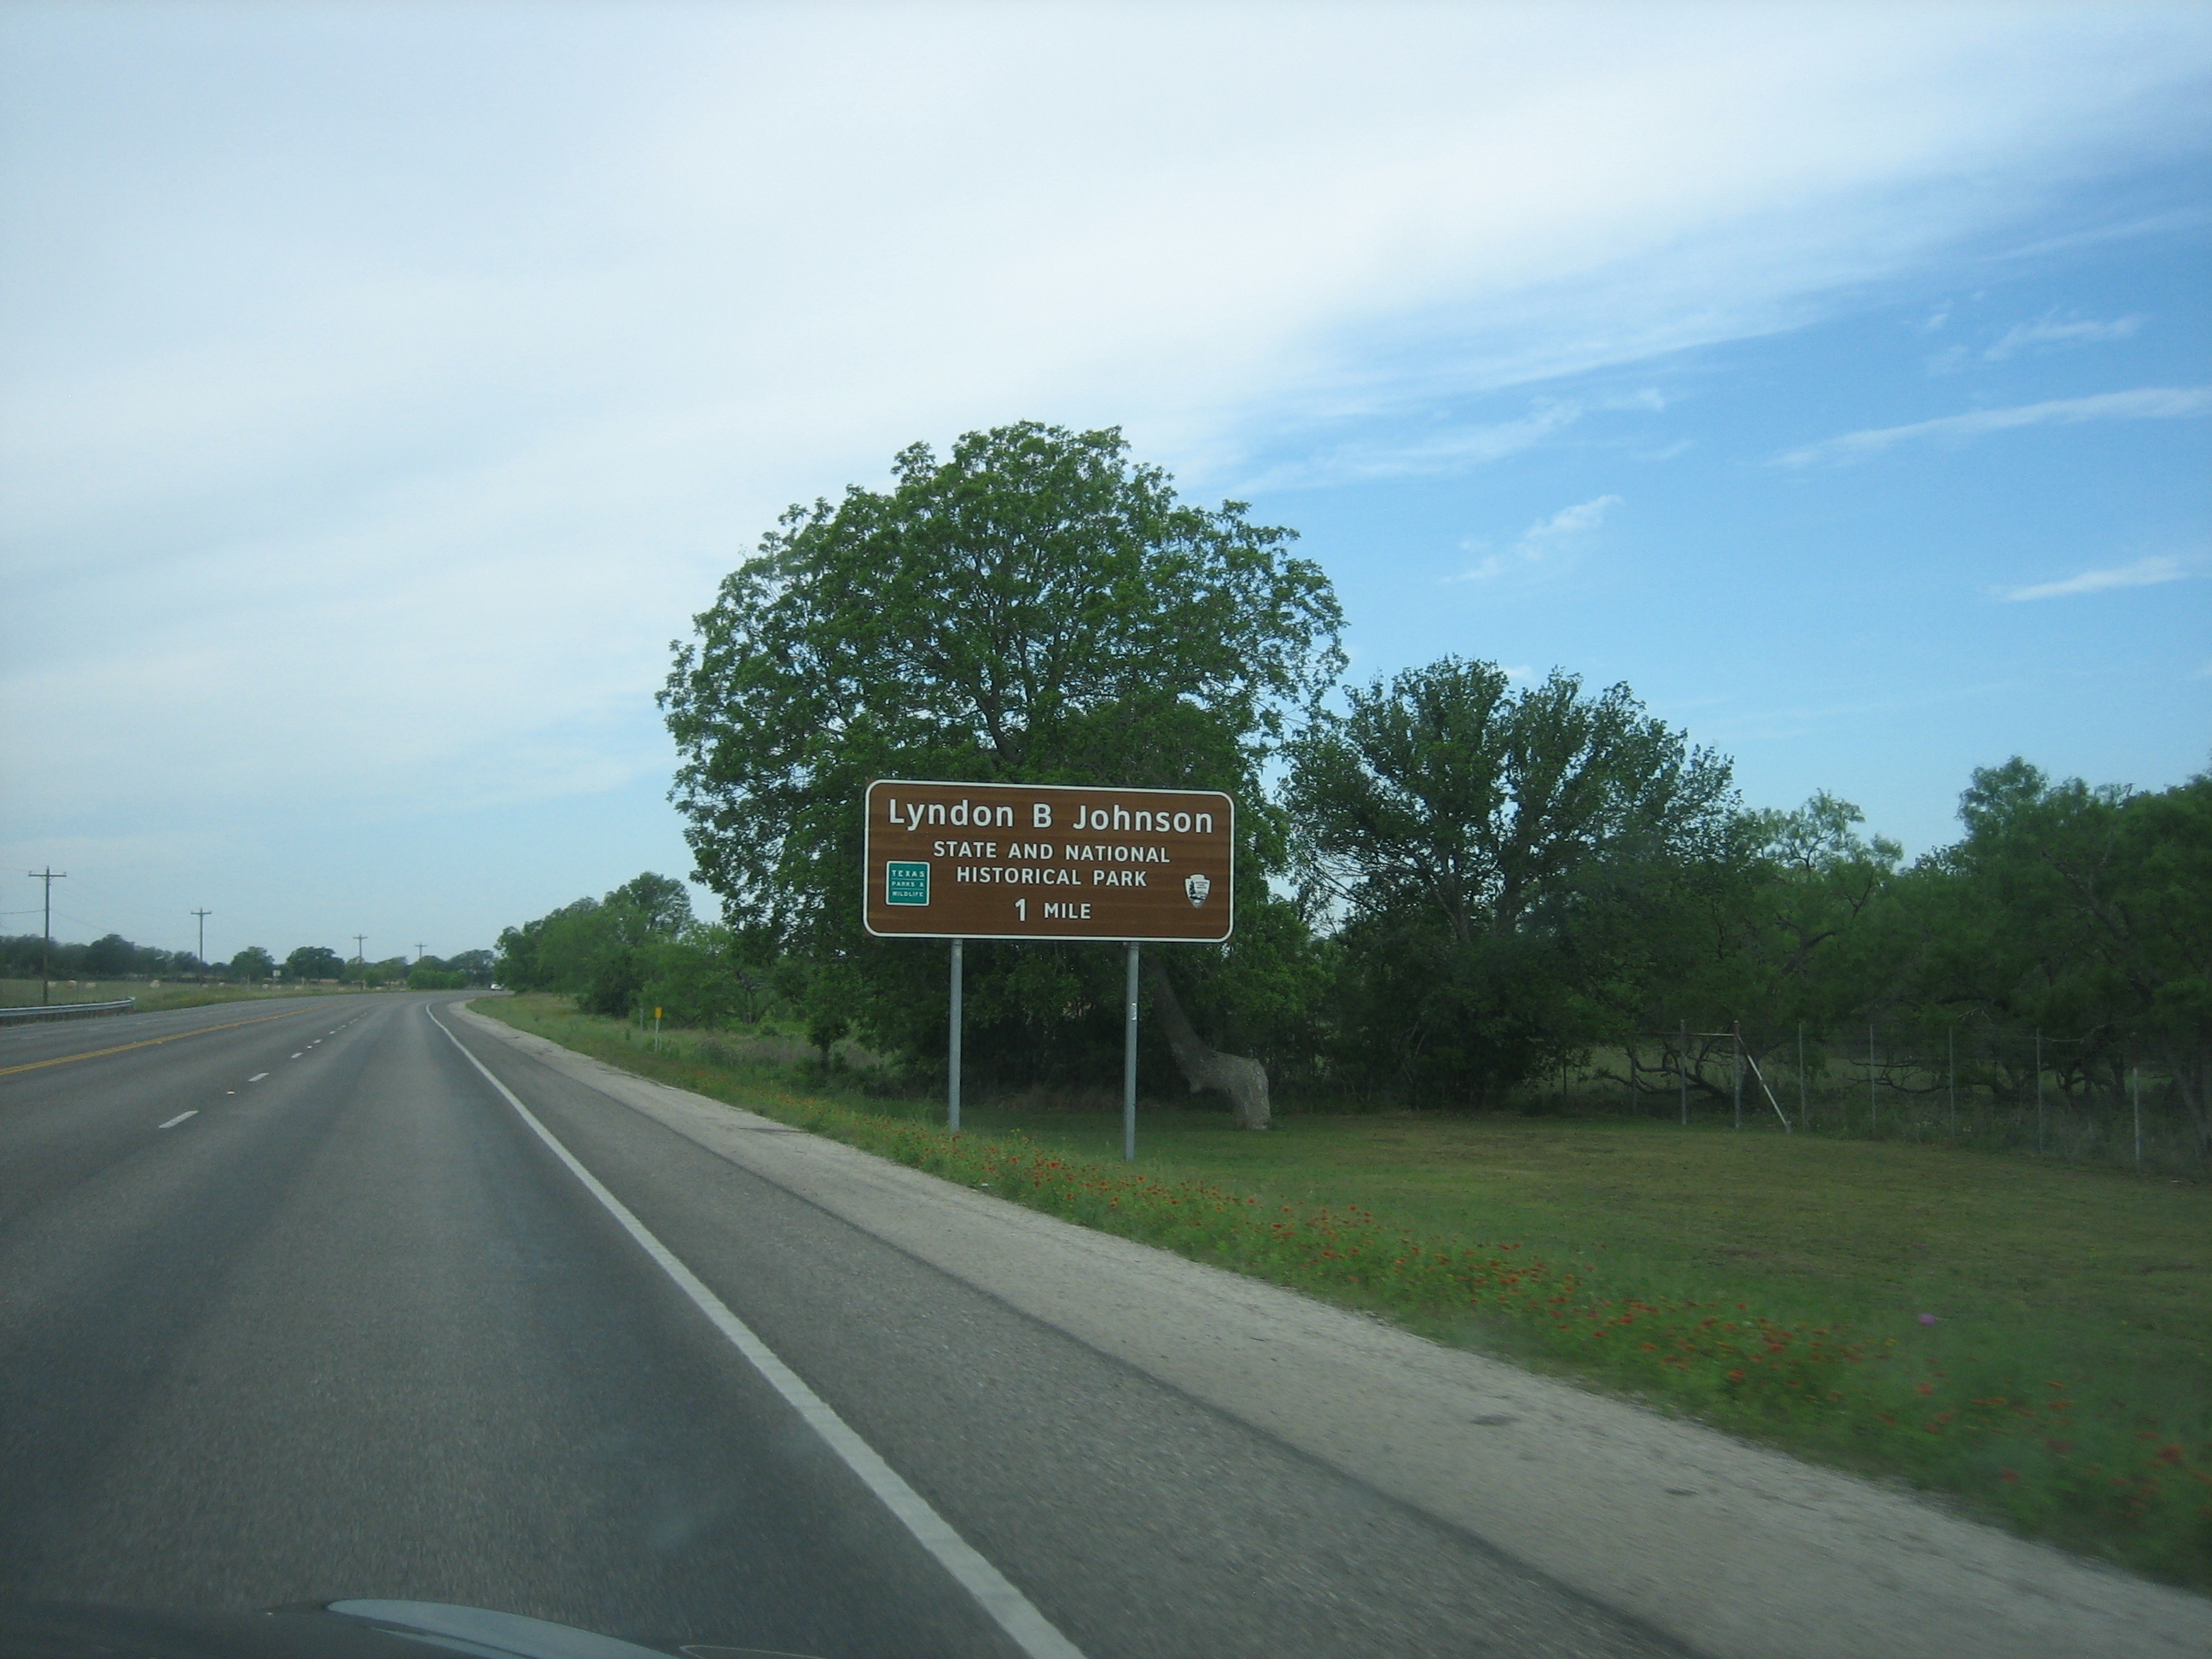 Lyndon B Johnson
STATE AND NATIONAL
HISTORICAL PARK
1 MILE
TEXAS
PARKS &
WILDLIFE